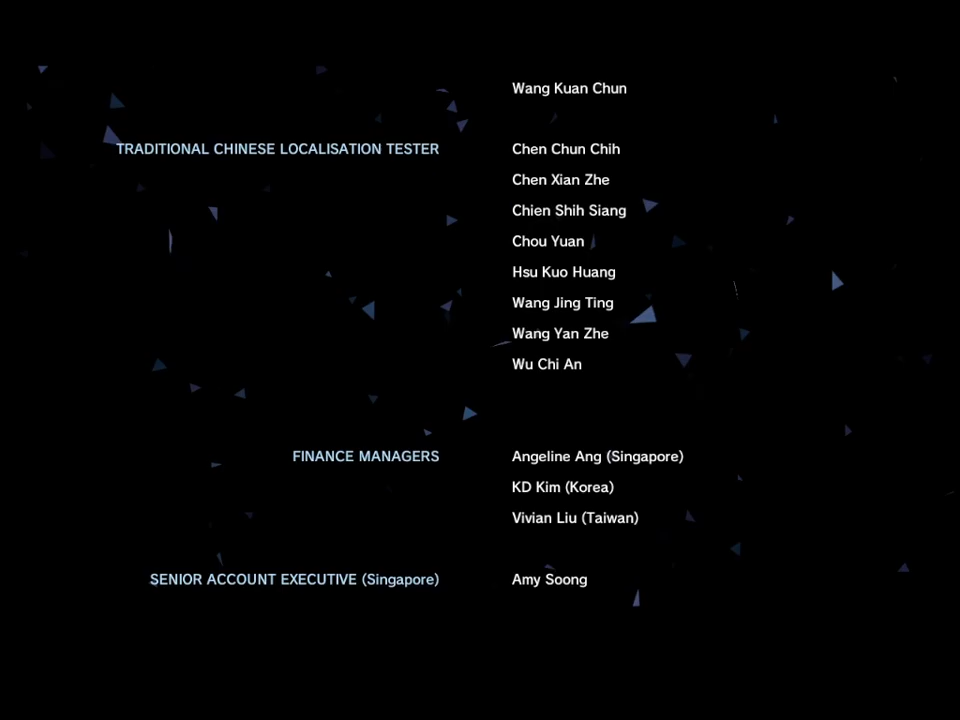 Wang Kuan Chun
TRADITIONAL CHINESE LOCALISATION TESTER Chen Chun Chih
Chen Xian Zhe
Chien Shih Siang
Chou Yuan
Hsu Kuo Huang
Wang Jing Ting
Wang Yan Zhe
Wu Chi An
FINANCE MANAGERS Angeline Ang (Singapore)
KD Kim (Korea)
Vivian Liu (Taiwan)
SENIOR ACCOUNT EXECUTIVE (Singapore) Amy Soong